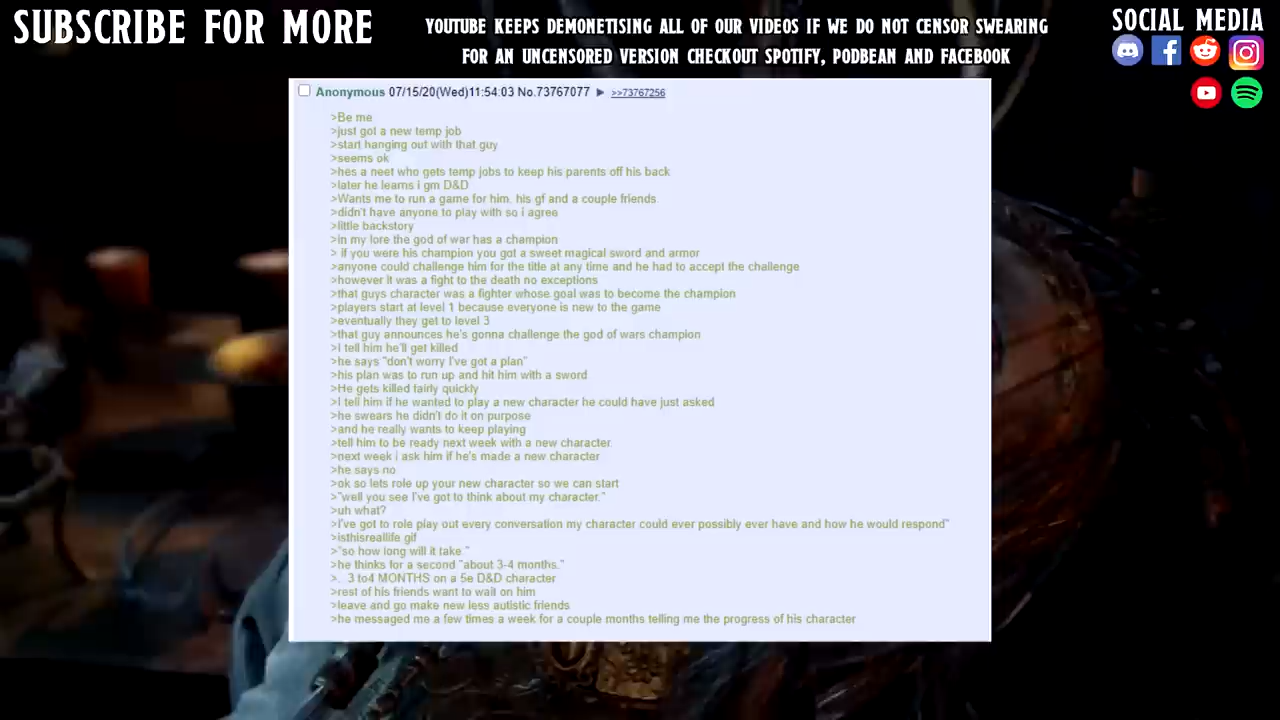 SUBSCRIBE FOR MORE
YOUTUBE KEEPS DEMONETISING ALL OF OUR VIDEOS IF WE DO NOT CENSOR SWEARING
FOR AN UNCENSORED VERSION CHECKOUT SPOTIFY, PODBEAN AND FACEBOOK
SOCIAL MEDIA
Anonymous 07/15/20(Wed)11:54:03 No.73767077 ▶ >>73767256
>Be me
>just got a new temp job
>start hanging out with that guy
>seems ok
>hes a neet who gets temp jobs to keep his parents off his back
>later he learns i gm D&D
>Wants me to run a game for him, his gf and a couple friends.
>didn't have anyone to play with so i agree
>little backstory
>in my lore the god of war has a champion
> if you were his champion you got a sweet magical sword and armor
>anyone could challenge him for the title at any time and he had to accept the challenge
>however it was a fight to the death no exceptions
>that guys character was a fighter whose goal was to become the champion
>players start at level 1 because everyone is new to the game
>eventually they get to level 3
>that guy announces he's gonna challenge the god of wars champion
>I tell him he'll get killed
>he says "don't worry I've got a plan"
>his plan was to run up and hit him with a sword
>He gets killed fairly quickly
>I tell him if he wanted to play a new character he could have just asked
>he swears he didn't do it on purpose
>and he really wants to keep playing
>tell him to be ready next week with a new character.
>next week i ask him if he's made a new character
>he says no
>ok so lets role up your new character so we can start
>"well you see I've got to think about my character."
>uh what?
>I've got to role play out every conversation my character could ever possibly ever have and how he would respond"
>isthisreallife.gif
>"so how long will it take."
>he thinks for a second "about 3-4 months."
>.. 3 to4 MONTHS on a 5e D&D character
>rest of his friends want to wait on him
>leave and go make new less autistic friends
>he messaged me a few times a week for a couple months telling me the progress of his character